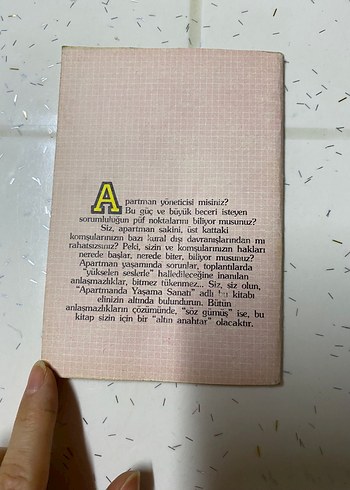 Apartman yöneticisi misiniz?
Bu güç ve büyük beceri isteyen
sorumluluğun püf noktalarını biliyor musunuz?
Siz, apartman sakini, üst kattaki
komşularınızın bazı kural dışı davranışlarından mı
rahatsızsınız? Peki, sizin ve komşularınızın hakları
nerede başlar, nerede biter, biliyor musunuz?
Apartman yaşamında sorunlar, toplantılarda
"yükselen seslerle" halledileceğine inanılan
anlaşmazlıklar, bitmez tükenmez... Siz, siz olun,
"Apartmanda Yaşama Sanatı" adlı kitabı
elinizin altında bulundurun. Bütün
anlaşmazlıkların çözümünde, "söz gümüş" ise, bu
kitap sizin için bir "altın anahtar" olacaktır.